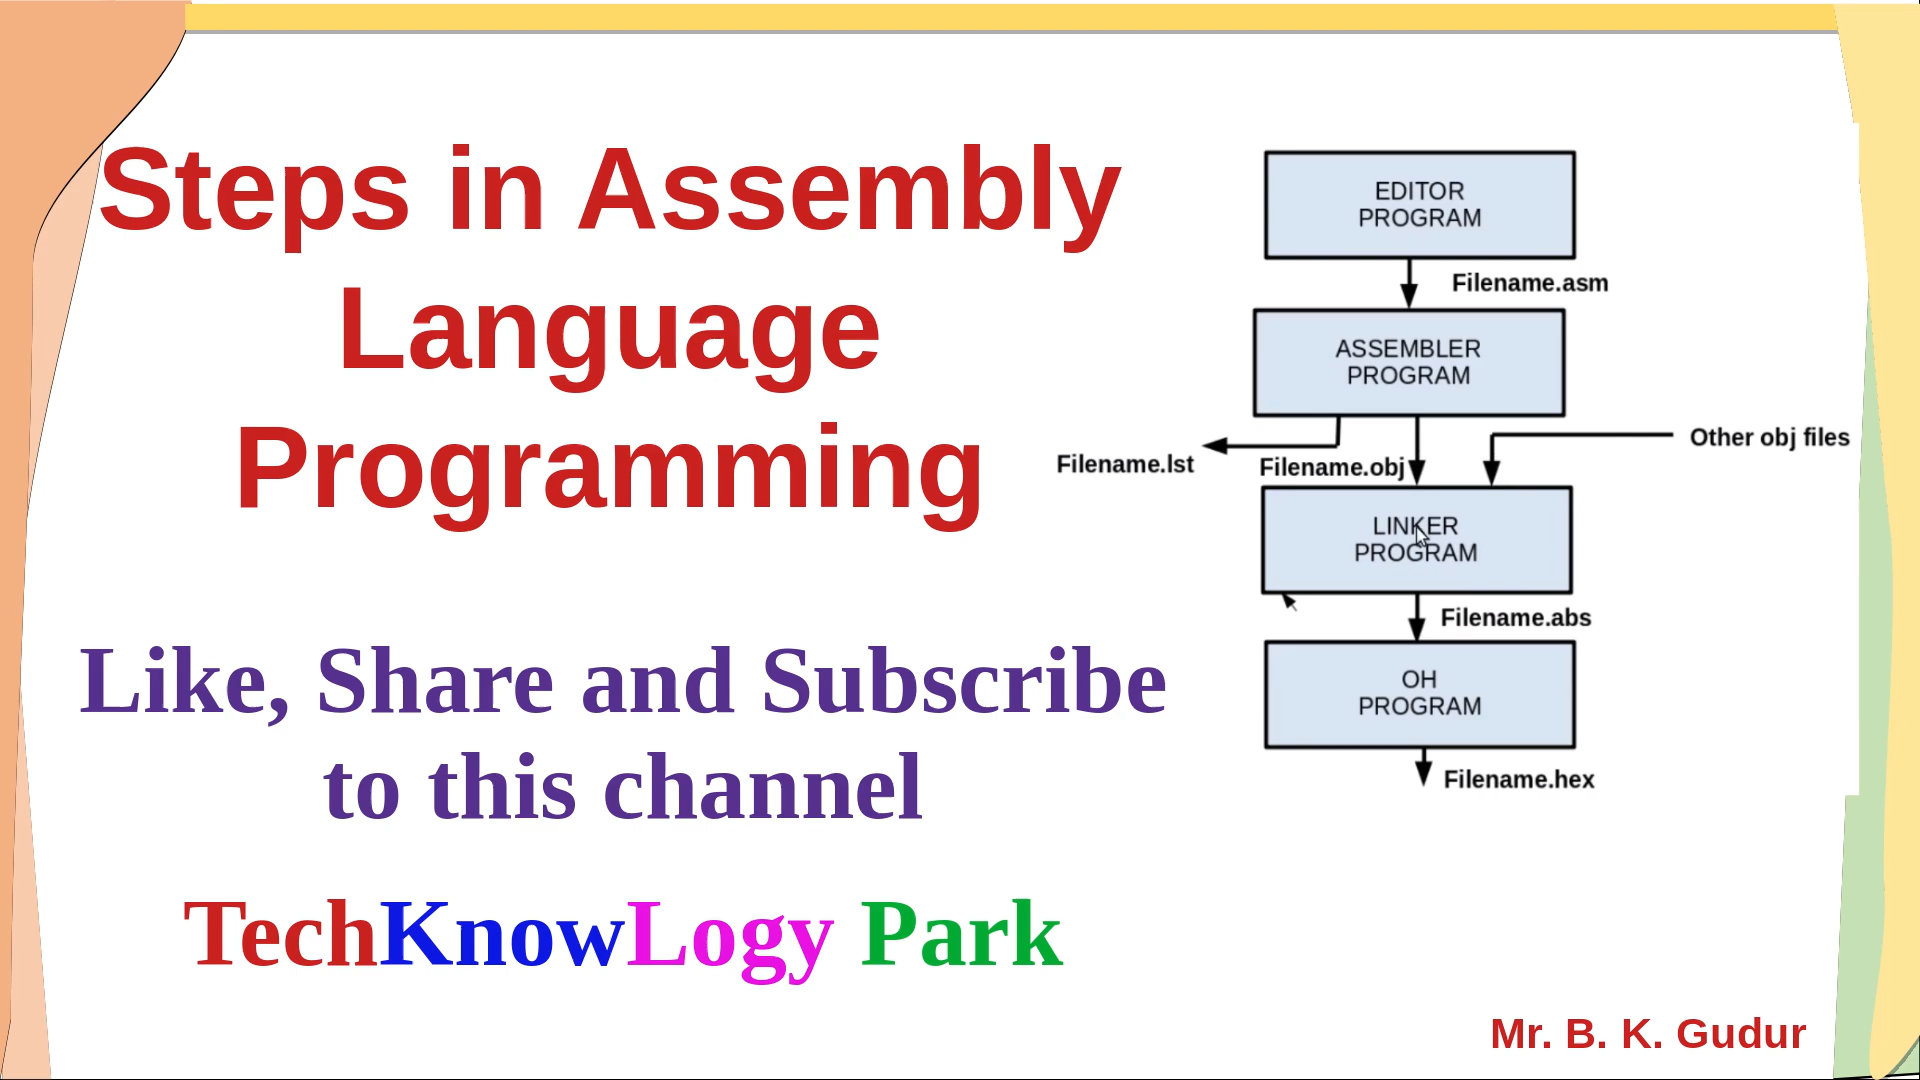 Steps in Assembly
Language
Programming
Like, Share and Subscribe
to this channel
TechKnowLogy Park
EDITOR
PROGRAM
Filename.asm
ASSEMBLER
PROGRAM
Other obj files
Filename.lst
Filename.obj
LINKER
PROGRAM
Filename.abs
OH
PROGRAM
Filename.hex
Mr. B. K. Gudur